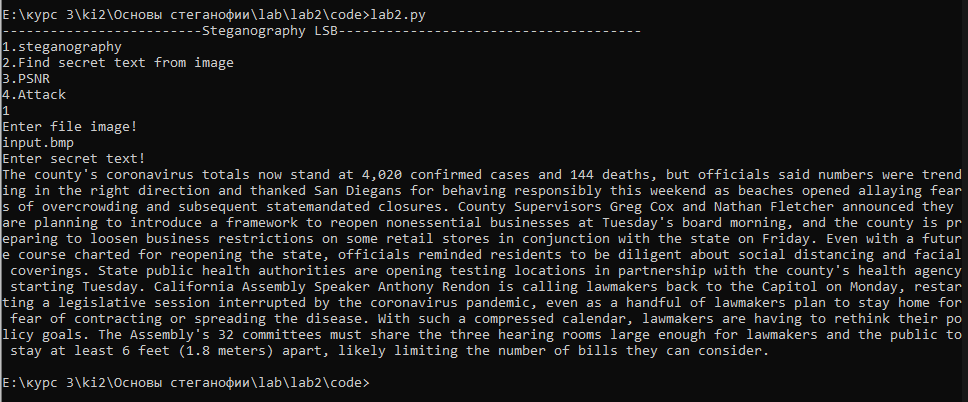 E:\курс 3\ki2\Основы стеганофии\lab\lab2\code>lab2.py
-------------------------Steganography LSB--------------------------------------
1.steganography
2.Find secret text from image
3.PSNR
4.Attack
1
Enter file image!
input.bmp
Enter secret text!
The county's coronavirus totals now stand at 4,020 confirmed cases and 144 deaths, but officials said numbers were trend
ing in the right direction and thanked San Diegans for behaving responsibly this weekend as beaches opened allaying fear
s of overcrowding and subsequent statemandated closures. County Supervisors Greg Cox and Nathan Fletcher announced they
are planning to introduce a framework to reopen nonessential businesses at Tuesday's board morning, and the county is pr
eparing to loosen business restrictions on some retail stores in conjunction with the state on Friday. Even with a futur
e course charted for reopening the state, officials reminded residents to be diligent about social distancing and facial
coverings. State public health authorities are opening testing locations in partnership with the county's health agency
starting Tuesday. California Assembly Speaker Anthony Rendon is calling lawmakers back to the Capitol on Monday, restar
ting a legislative session interrupted by the coronavirus pandemic, even as a handful of lawmakers plan to stay home for
fear of contracting or spreading the disease. With such a compressed calendar, lawmakers are having to rethink their po
licy goals. The Assembly's 32 committees must share the three hearing rooms large enough for lawmakers and the public to
stay at least 6 feet (1.8 meters) apart, likely limiting the number of bills they can consider.
E:\курс 3\ki2\Основы стеганофии\lab\lab2\code>